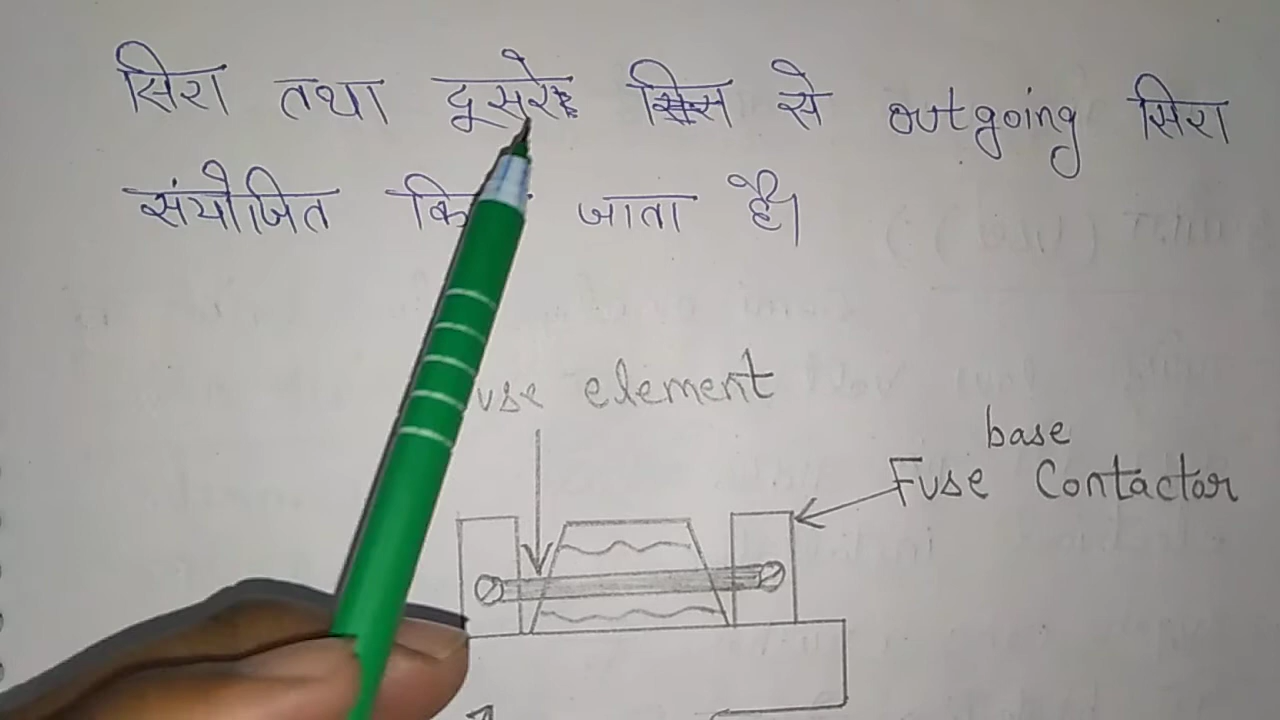 सिरा तथा दूसरे से outgoing सिरा
संयोजित जाता है।
element
base
Fuse Contactor